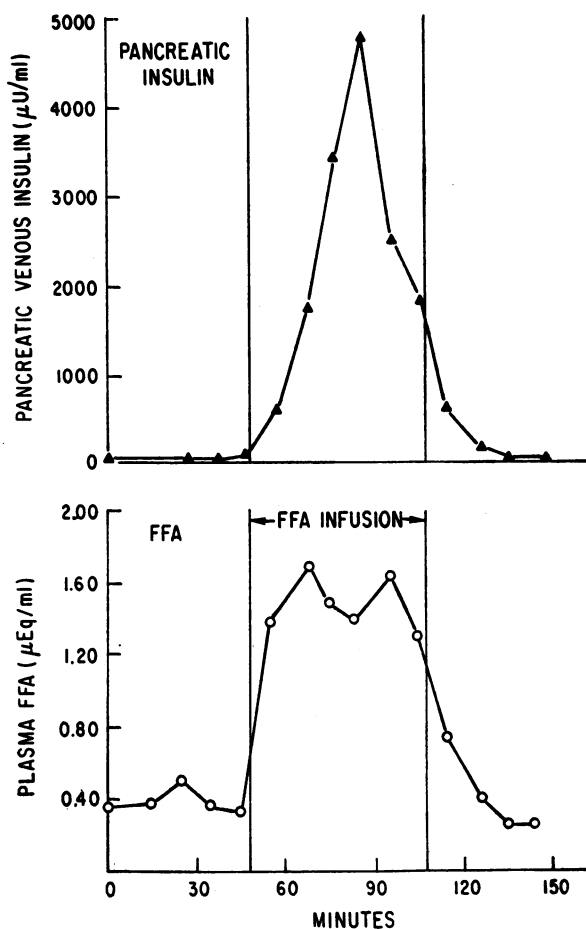 PANCREATIC VENOUS INSULIN (μU/ml)
5000
4000
3000
2000
1000
0
PANCREATIC
INSULIN
PLASMA FFA (μEq/ml)
2.00
1.60
1.20
0.80
0.40
FFA
FFA INFUSION
0 30 60 90 120 150
MINUTES